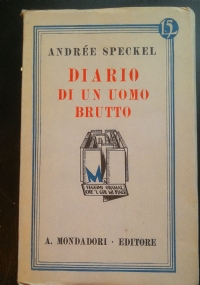 15
ANDRÉE SPECKEL
DIARIO
DI UN UOMO
BRUTTO
A. MONDADORI · EDITORE